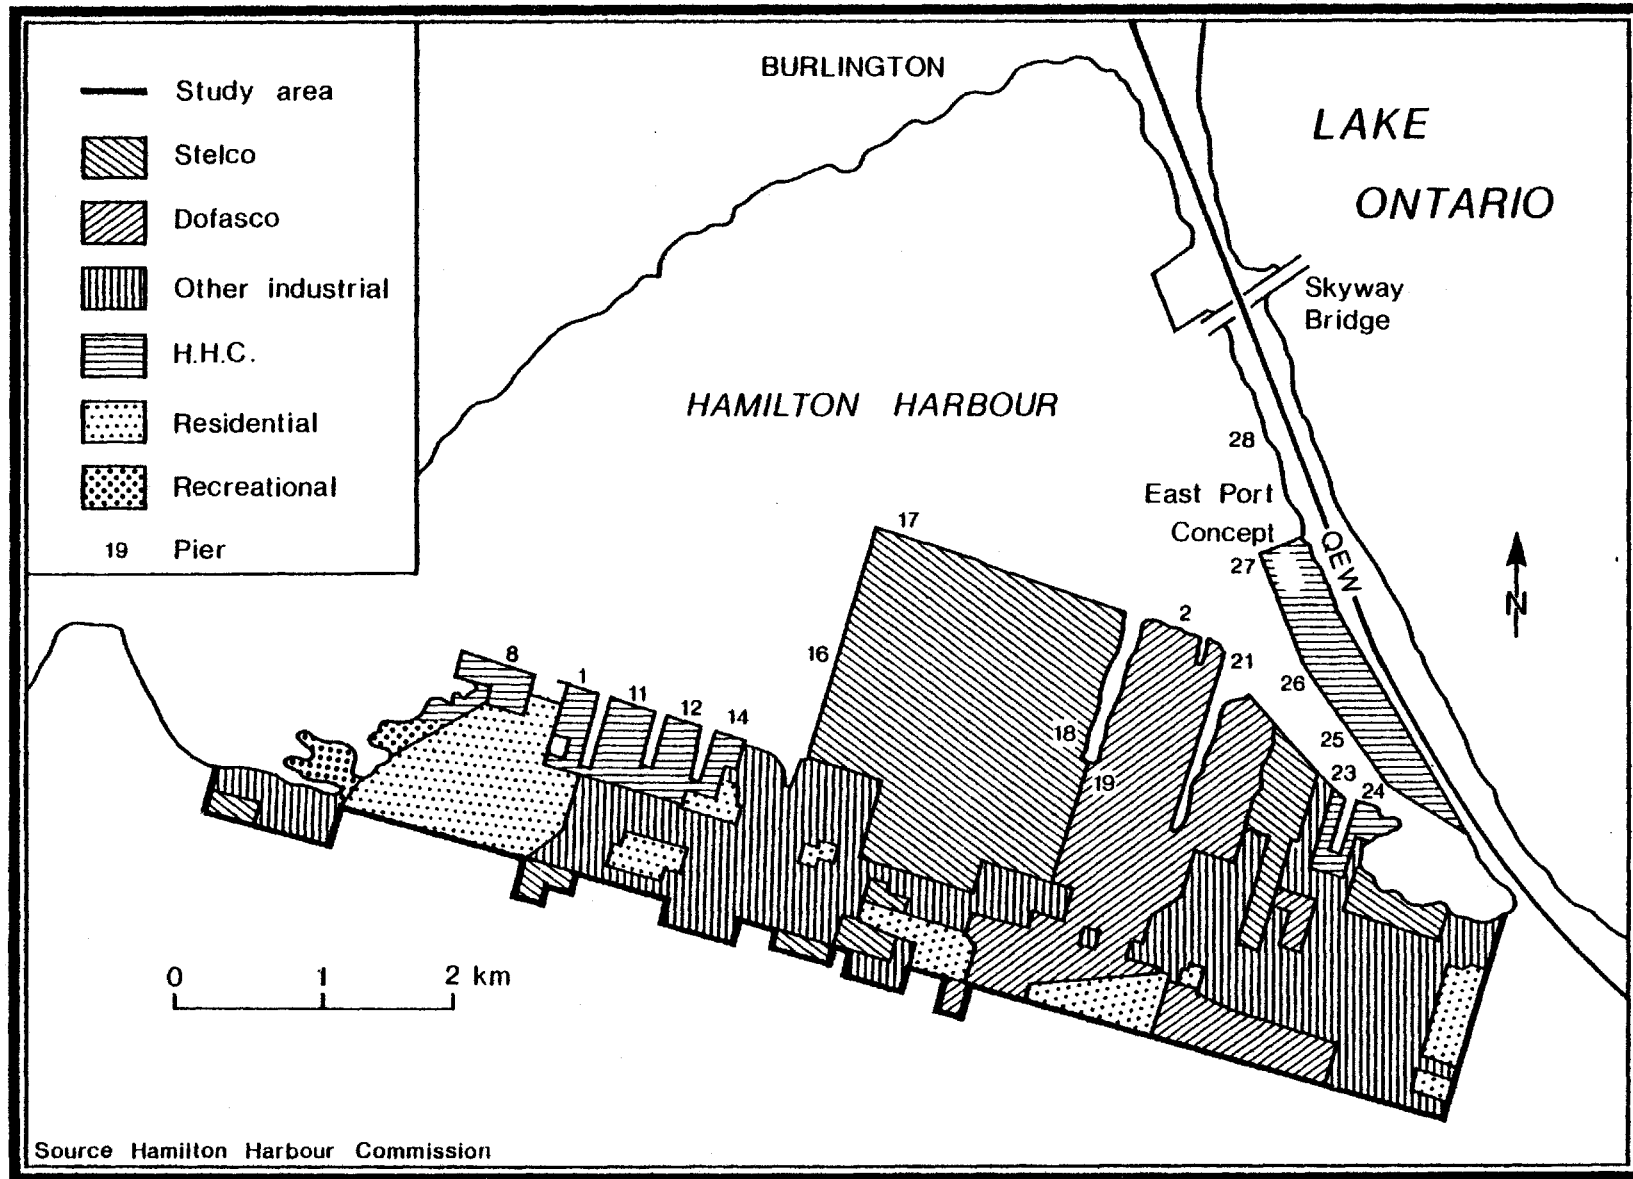 BURLINGTON
LAKE
ONTARIO
Study area
Stelco
Dofasco
Other industrial
H.H.C.
Residential
Recreational
19 Pier
Skyway
Bridge
HAMILTON HARBOUR
28
East Port
Concept
27
QEW
N
17
16
2
21
26
8
1
11
12
14
18
19
25
23
24
0 1 2 km
Source Hamilton Harbour Commission